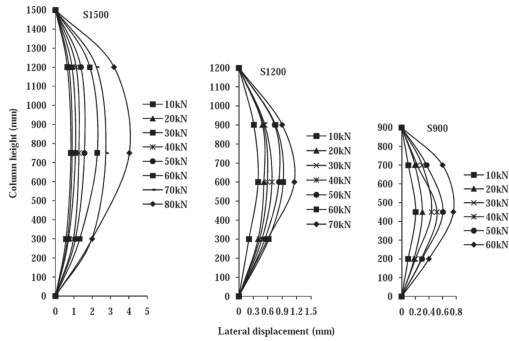 S1500
Column height (mm)
1500
1400
1300
1200
1100
1000
900
800
700
600
500
400
300
200
100
0
0 1 2 3 4 5
10kN
20kN
30kN
40kN
50kN
60kN
70kN
80kN
S1200
1200
1100
1000
900
800
700
600
500
400
300
200
100
0
0 0.3 0.6 0.9 1.2 1.5
10kN
20kN
30kN
40kN
50kN
60kN
70kN
S900
900
800
700
600
500
400
300
200
100
0
0 0.2 0.4 0.6 0.8
10kN
20kN
30kN
40kN
50kN
60kN
Lateral displacement (mm)